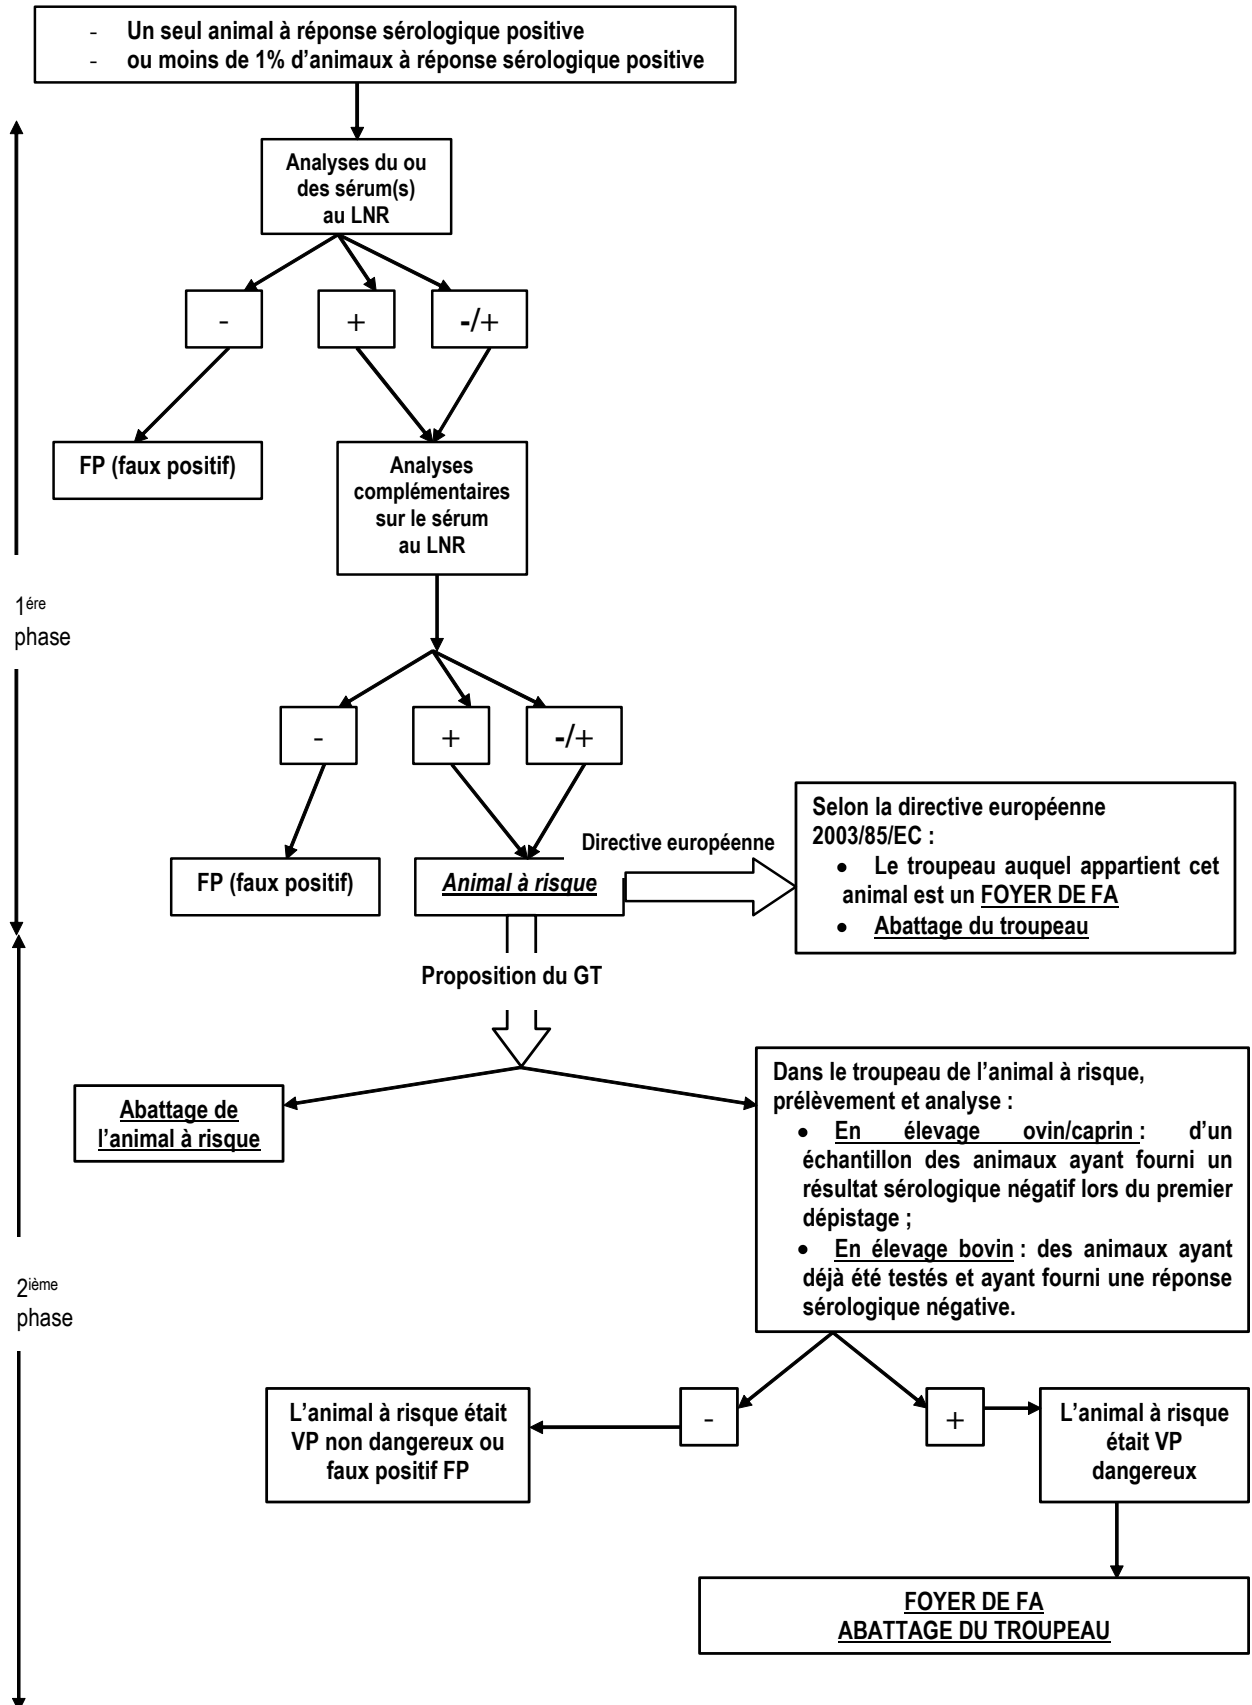 - Un seul animal à réponse sérologique positive
- ou moins de 1% d’animaux à réponse sérologique positive
Analyses du ou
des sérum(s)
au LNR
-
+
-/+
FP (faux positif)
Analyses
complémentaires
sur le sérum
au LNR
1ére
phase
-
+
-/+
FP (faux positif)
Animal à risque
Directive européenne
Selon la directive européenne
2003/85/EC :
• Le troupeau auquel appartient cet
animal est un FOYER DE FA
• Abattage du troupeau
Proposition du GT
Abattage de
l’animal à risque
Dans le troupeau de l’animal à risque,
prélèvement et analyse :
• En élevage ovin/caprin : d’un
échantillon des animaux ayant fourni un
résultat sérologique négatif lors du premier
dépistage ;
• En élevage bovin : des animaux ayant
déjà été testés et ayant fourni une réponse
sérologique négative.
2ième
phase
L’animal à risque était
VP non dangereux ou
faux positif FP
-
+
L’animal à risque
était VP
dangereux
FOYER DE FA
ABATTAGE DU TROUPEAU